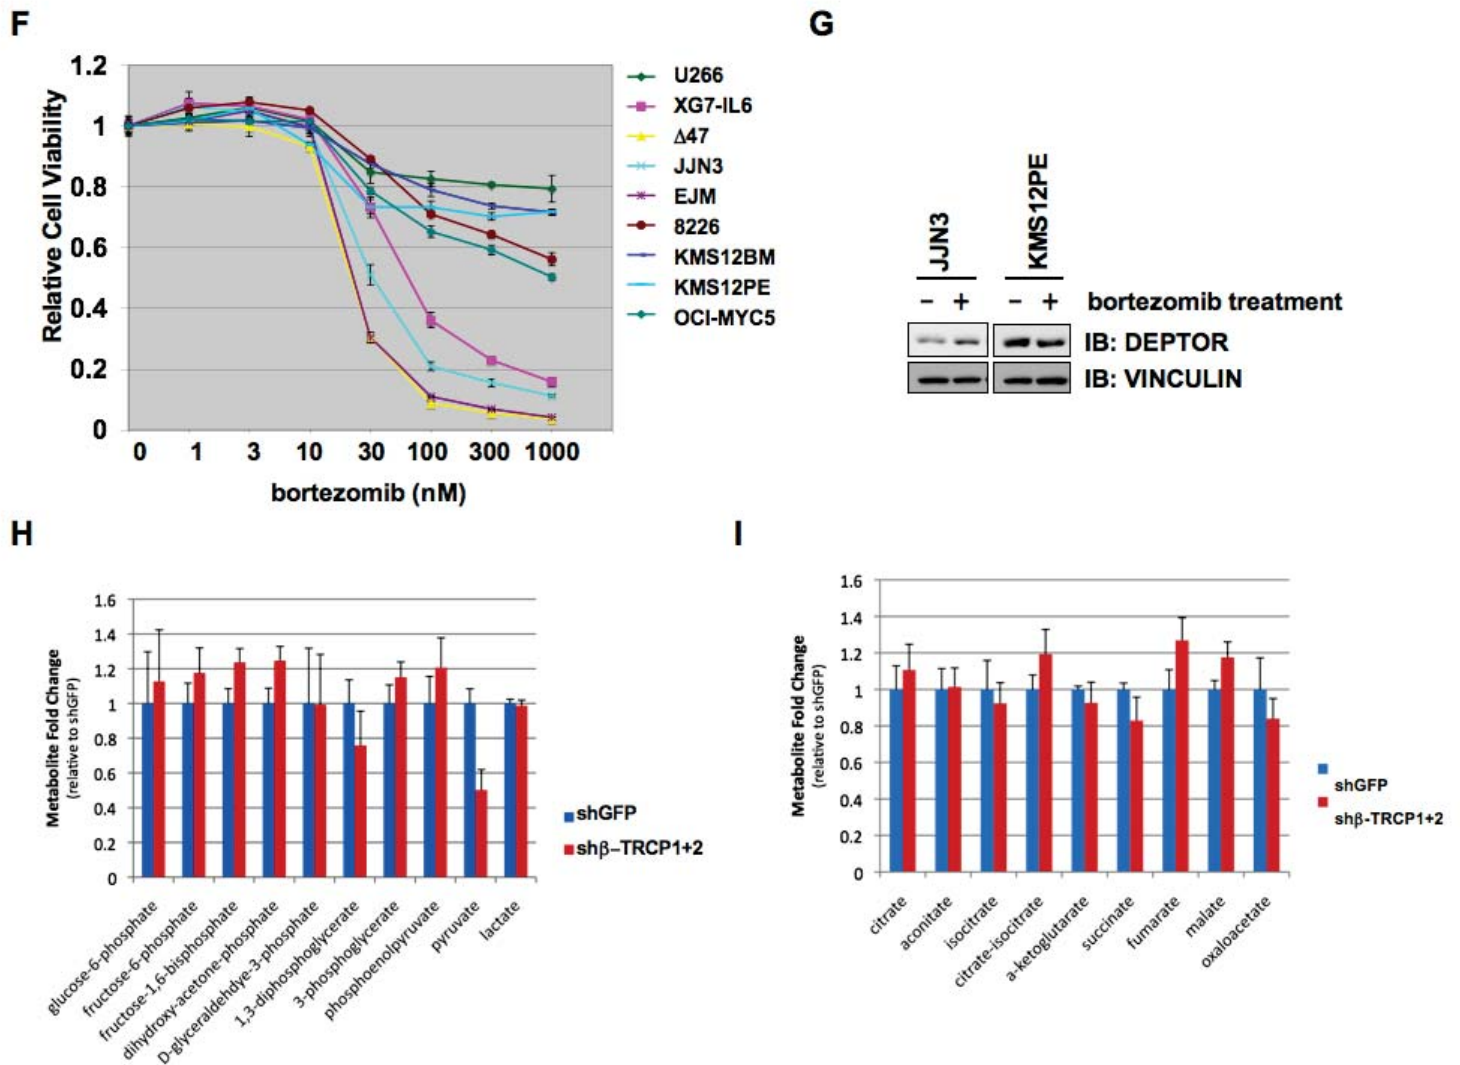 F
G
1.2
1
0.8
0.6
0.4
0.2
0
Relative Cell Viability
0 1 3 10 30 100 300 1000
bortezomib (nM)
U266
XG7-IL6
Δ47
JJN3
EJM
8226
KMS12BM
KMS12PE
OCI-MYC5
JJN3
KMS12PE
− + − + bortezomib treatment
IB: DEPTOR
IB: VINCULIN
H
I
1.6
1.4
1.2
1
0.8
0.6
0.4
0.2
0
Metabolite Fold Change
(relative to shGFP)
glucose-6-phosphate
fructose-6-phosphate
fructose-1,6-bisphosphate
dihydroxy-acetone-phosphate
D-glyceraldehdye-3-phosphate
1,3-diphosphoglycerate
3-phosphoglycerate
phosphoenolpyruvate
pyruvate
lactate
shGFP
shβ–TRCP1+2
1.6
1.4
1.2
1
0.8
0.6
0.4
0.2
0
Metabolite Fold Change
(relative to shGFP)
citrate
aconitate
isocitrate
citrate-isocitrate
a-ketoglutarate
succinate
fumarate
malate
oxaloacetate
shGFP
shβ-TRCP1+2